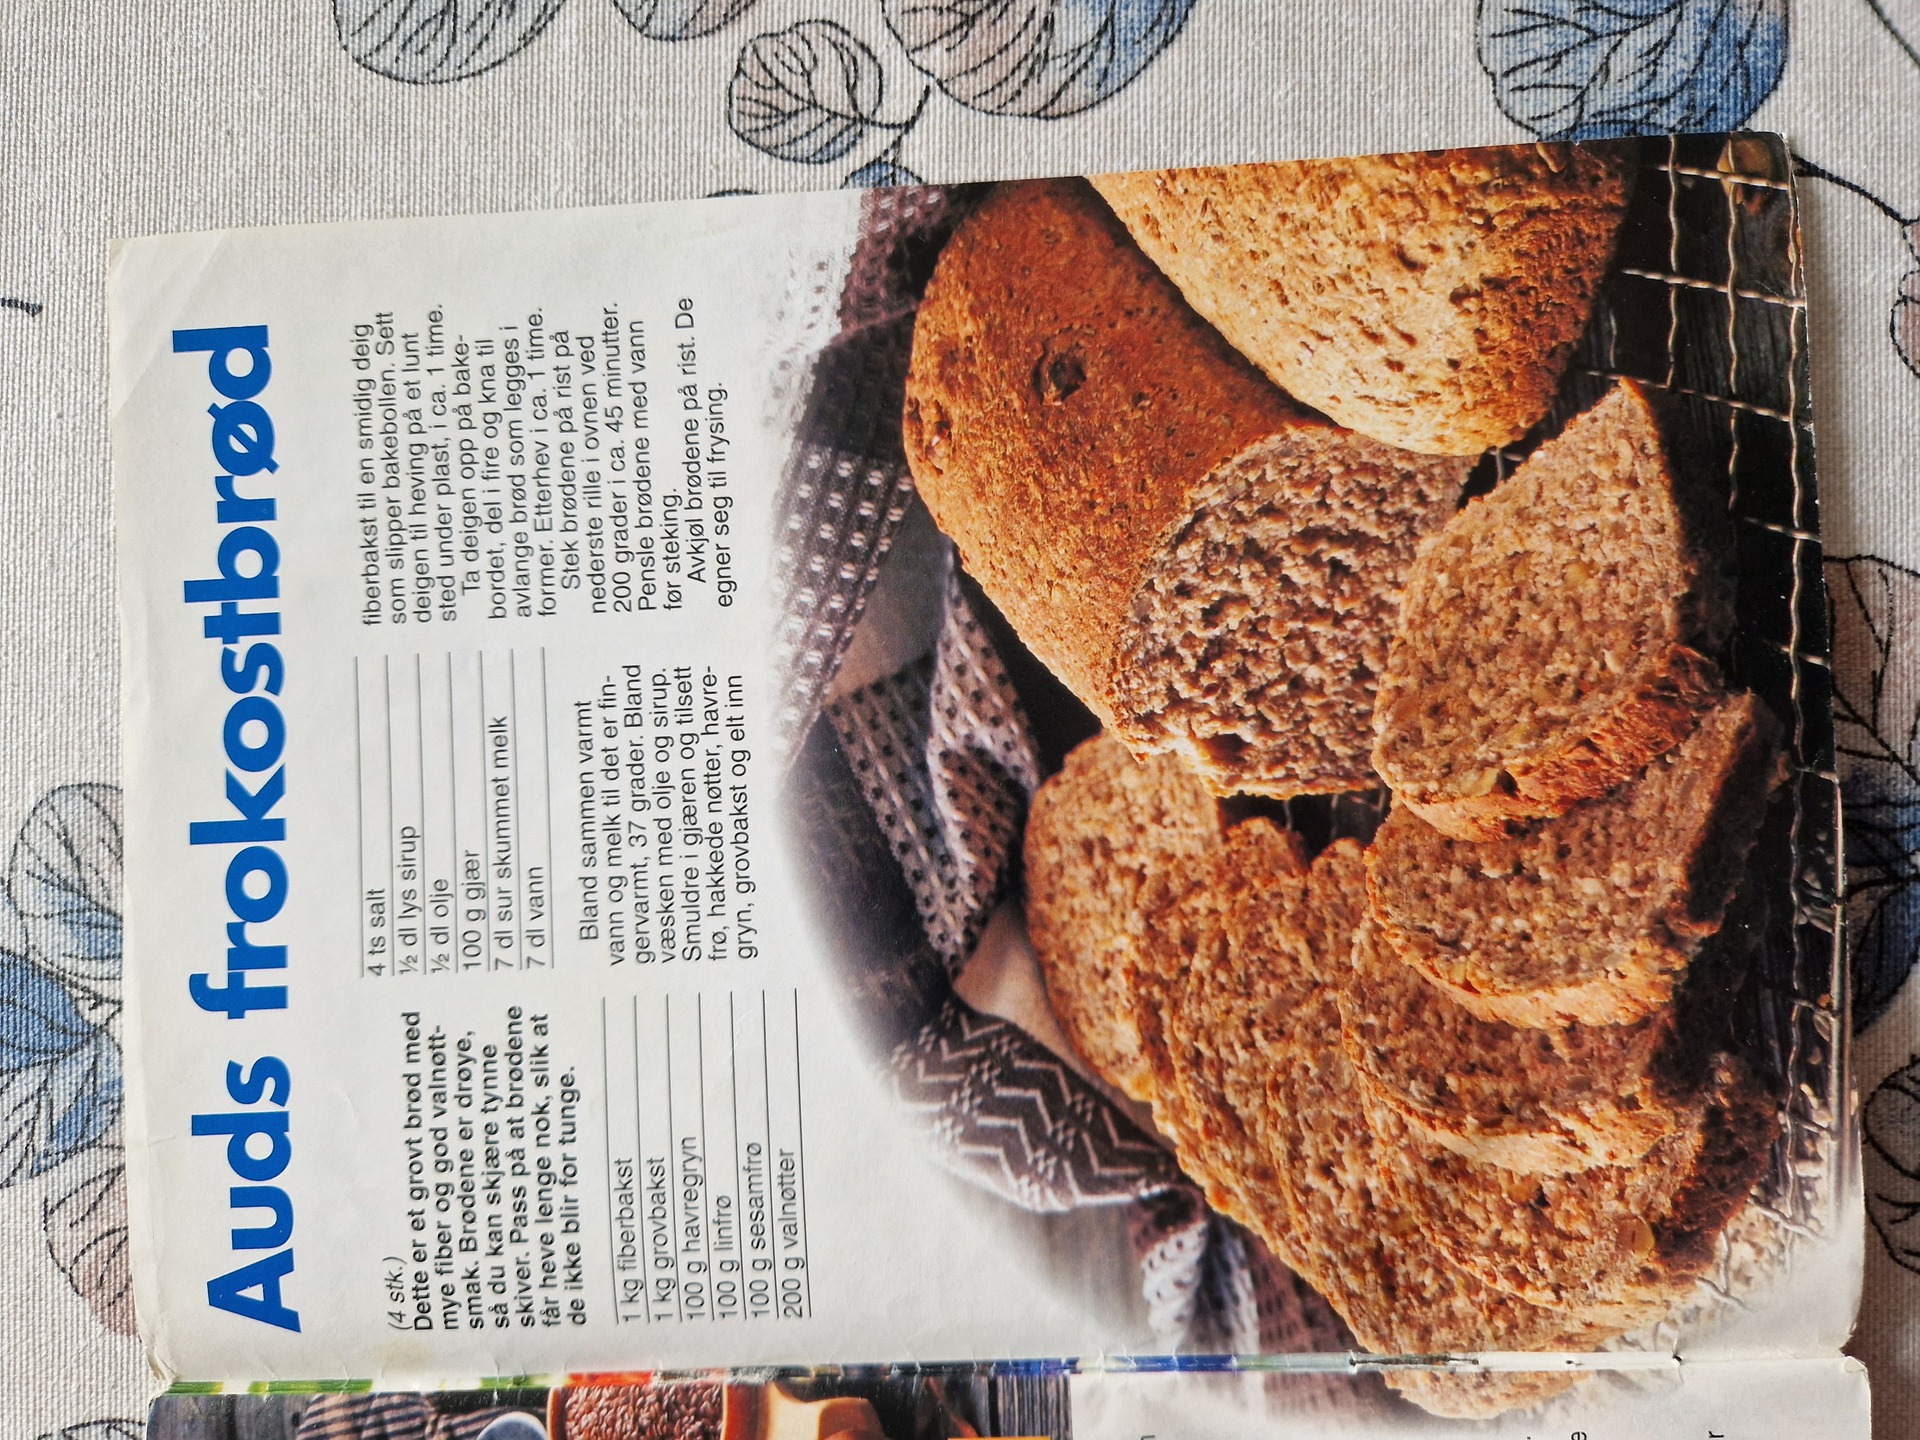 Auds frokostbrød
(4 stk.)
Dette er et grovt brød med
mye fiber og god valnøtt-
smak. Brødene er drøye,
så du kan skjære tynne
skiver. Pass på at brødene
får heve lenge nok, slik at
de ikke blir for tunge.
1 kg fiberbakst
1 kg grovbakst
100 g havregryn
100 g linfrø
100 g sesamfrø
200 g valnøtter
4 ts salt
½ dl lys sirup
½ dl olje
100 g gjær
7 dl sur skummet melk
7 dl vann
Bland sammen varmt
vann og melk til det er fin-
gervarmt, 37 grader. Bland
væsken med olje og sirup.
Smuldre i gjæren og tilsett
frø, hakkede nøtter, havre-
gryn, grovbakst og elt inn
fiberbakst til en smidig deig
som slipper bakebollen. Sett
deigen til heving på et lunt
sted under plast, i ca. 1 time.
Ta deigen opp på bake-
bordet, del i fire og kna til
avlange brød som legges i
former. Etterhev i ca. 1 time.
Stek brødene på rist på
nederste rille i ovnen ved
200 grader i ca. 45 minutter.
Pensle brødene med vann
før steking.
Avkjøl brødene på rist. De
egner seg til frysing.